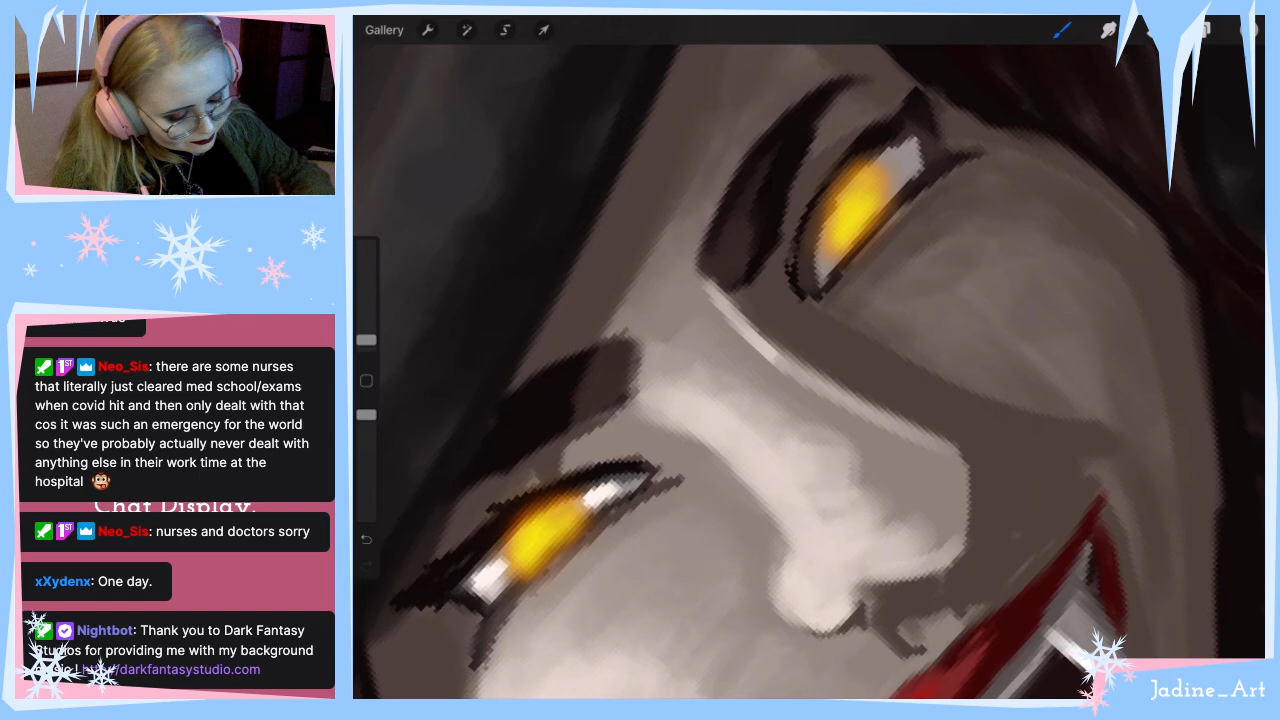 Gallery
Neo_Sis: there are some nurses
that literally just cleared med school/exams
when covid hit and then only dealt with that
cos it was such an emergency for the world
so they've probably actually never dealt with
anything else in their work time at the
hospital
Chat Display.
Neo_Sis: nurses and doctors sorry
xXydenx: One day.
Nightbot: Thank you to Dark Fantasy
Studios for providing me with my background
darkfantasystudio.com
Jadine_Art